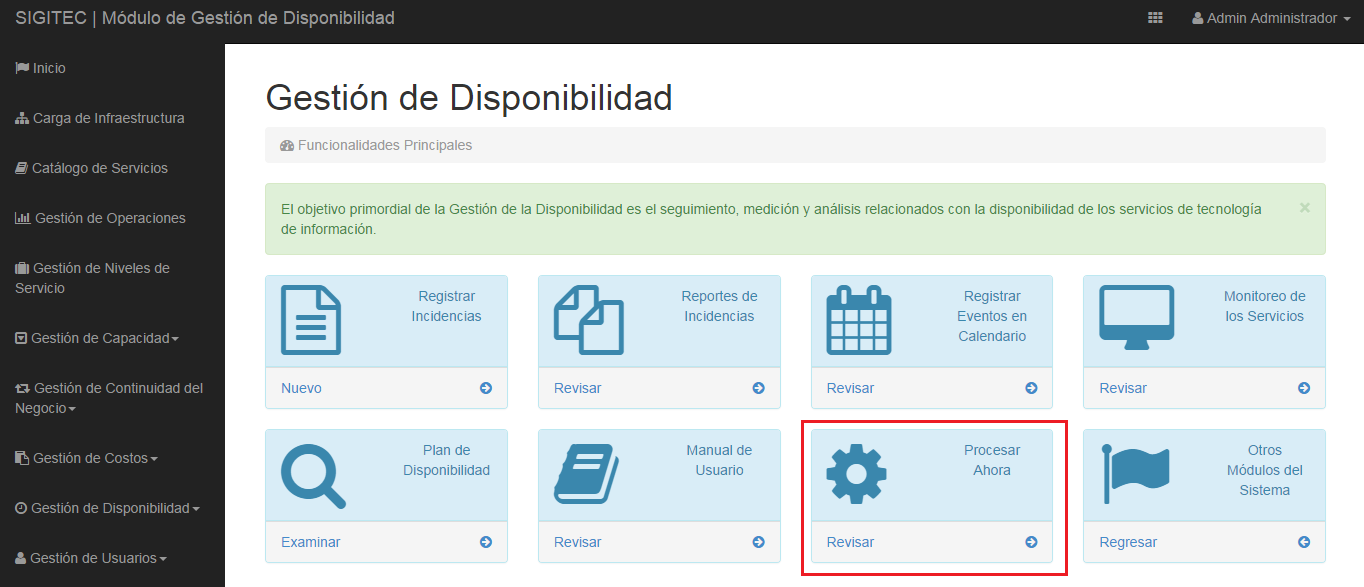 SIGITEC | Módulo de Gestión de Disponibilidad
Admin Administrador
Inicio
Carga de Infraestructura
Catálogo de Servicios
Gestión de Operaciones
Gestión de Niveles de
Servicio
Gestión de Capacidad
Gestión de Continuidad del
Negocio
Gestión de Costos
Gestión de Disponibilidad
Gestión de Usuarios
Gestión de Disponibilidad
Funcionalidades Principales
El objetivo primordial de la Gestión de la Disponibilidad es el seguimiento, medición y análisis relacionados con la disponibilidad de los servicios de tecnología
de información.
×
Registrar
Incidencias
Nuevo
Reportes de
Incidencias
Revisar
Registrar
Eventos en
Calendario
Revisar
Monitoreo de
los Servicios
Revisar
Plan de
Disponibilidad
Examinar
Manual de
Usuario
Revisar
Procesar
Ahora
Revisar
Otros
Módulos del
Sistema
Regresar